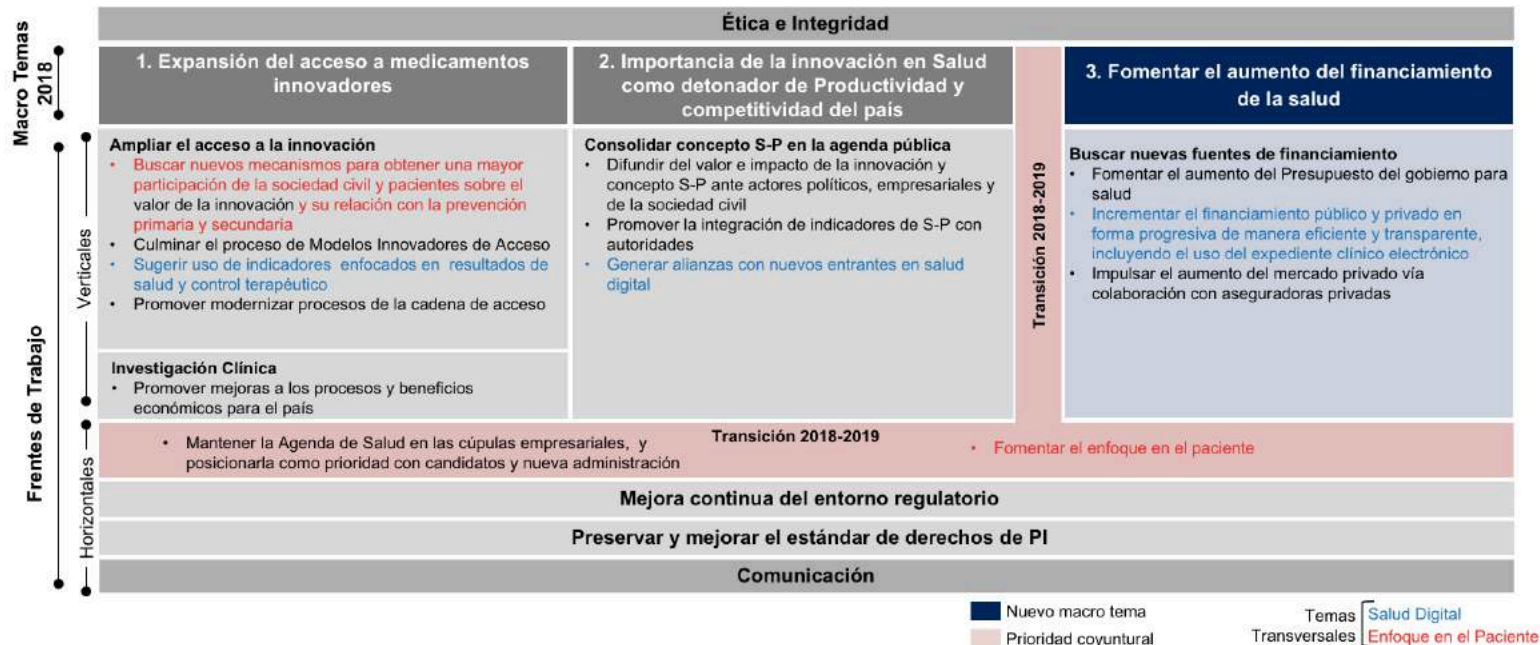 Ética e Integridad
Macro Temas
2018
1. Expansión del acceso a medicamentos
innovadores
2. Importancia de la innovación en Salud
como detonador de Productividad y
competitividad del país
Transición 2018-2019
3. Fomentar el aumento del financiamiento
de la salud
Frentes de Trabajo
Verticales
Ampliar el acceso a la innovación
• Buscar nuevos mecanismos para obtener una mayor
participación de la sociedad civil y pacientes sobre el
valor de la innovación y su relación con la prevención
primaria y secundaria
• Culminar el proceso de Modelos Innovadores de Acceso
• Sugerir uso de indicadores enfocados en resultados de
salud y control terapéutico
• Promover modernizar procesos de la cadena de acceso
Investigación Clínica
• Promover mejoras a los procesos y beneficios
económicos para el país
Consolidar concepto S-P en la agenda pública
• Difundir del valor e impacto de la innovación y
concepto S-P ante actores políticos, empresariales y
de la sociedad civil
• Promover la integración de indicadores de S-P con
autoridades
• Generar alianzas con nuevos entrantes en salud
digital
Buscar nuevas fuentes de financiamiento
• Fomentar el aumento del Presupuesto del gobierno para
salud
• Incrementar el financiamiento público y privado en
forma progresiva de manera eficiente y transparente,
incluyendo el uso del expediente clínico electrónico
• Impulsar el aumento del mercado privado vía
colaboración con aseguradoras privadas
Horizontales
Transición 2018-2019
• Mantener la Agenda de Salud en las cúpulas empresariales, y
posicionarla como prioridad con candidatos y nueva administración
• Fomentar el enfoque en el paciente
Mejora continua del entorno regulatorio
Preservar y mejorar el estándar de derechos de PI
Comunicación
Nuevo macro tema
Prioridad coyuntural
Temas
Transversales
Salud Digital
Enfoque en el Paciente